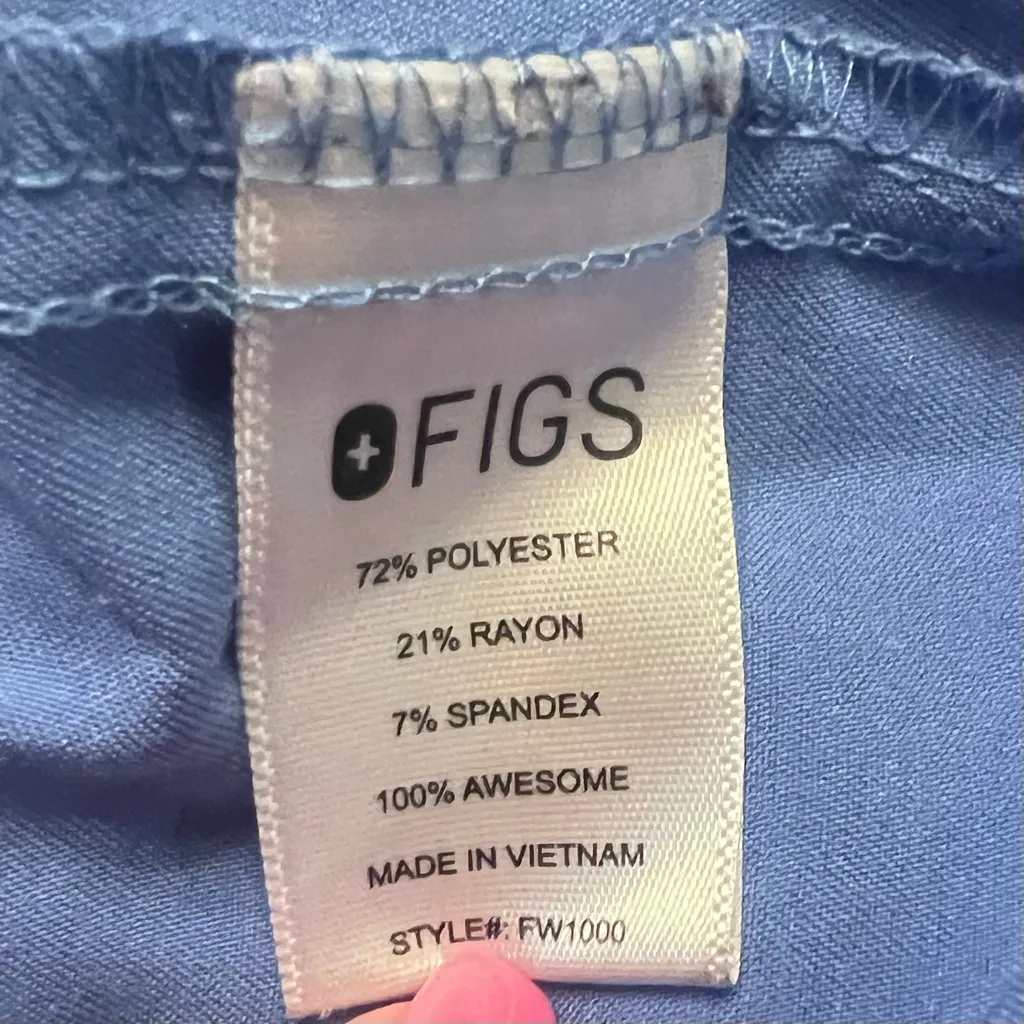 FIGS
72% POLYESTER
21% RAYON
7% SPANDEX
100% AWESOME
MADE IN VIETNAM
STYLE#: FW1000